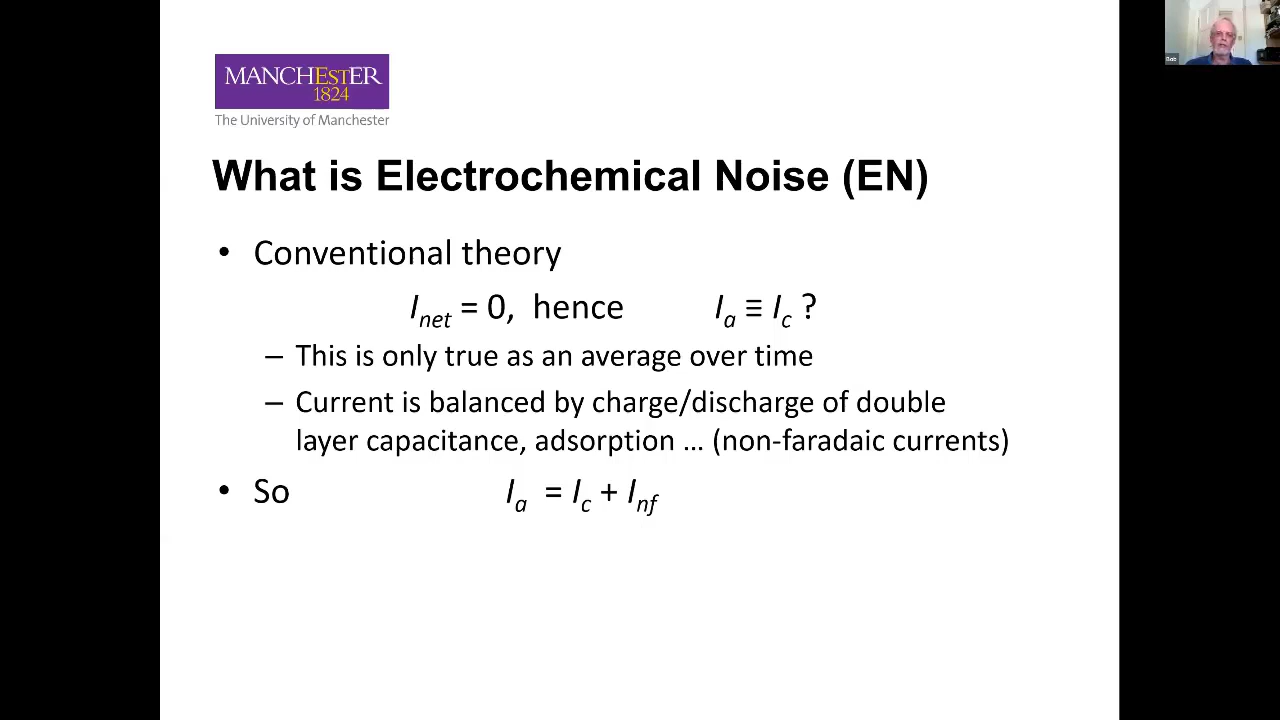 MANCHESTER
1824
The University of Manchester
Bob
What is Electrochemical Noise (EN)
• Conventional theory
Inet = 0, hence Ia ≡ Ic ?
– This is only true as an average over time
– Current is balanced by charge/discharge of double
layer capacitance, adsorption … (non-faradaic currents)
• So Ia = Ic + Inf